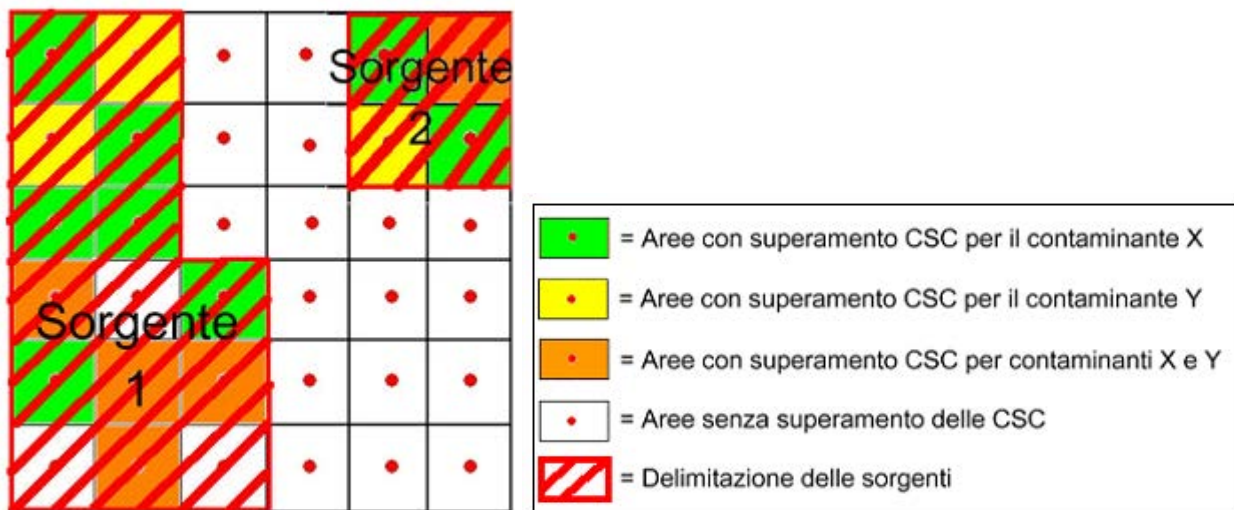 Sorgente
2
Sorgente
1
= Aree con superamento CSC per il contaminante X
= Aree con superamento CSC per il contaminante Y
= Aree con superamento CSC per contaminanti X e Y
= Aree senza superamento delle CSC
= Delimitazione delle sorgenti